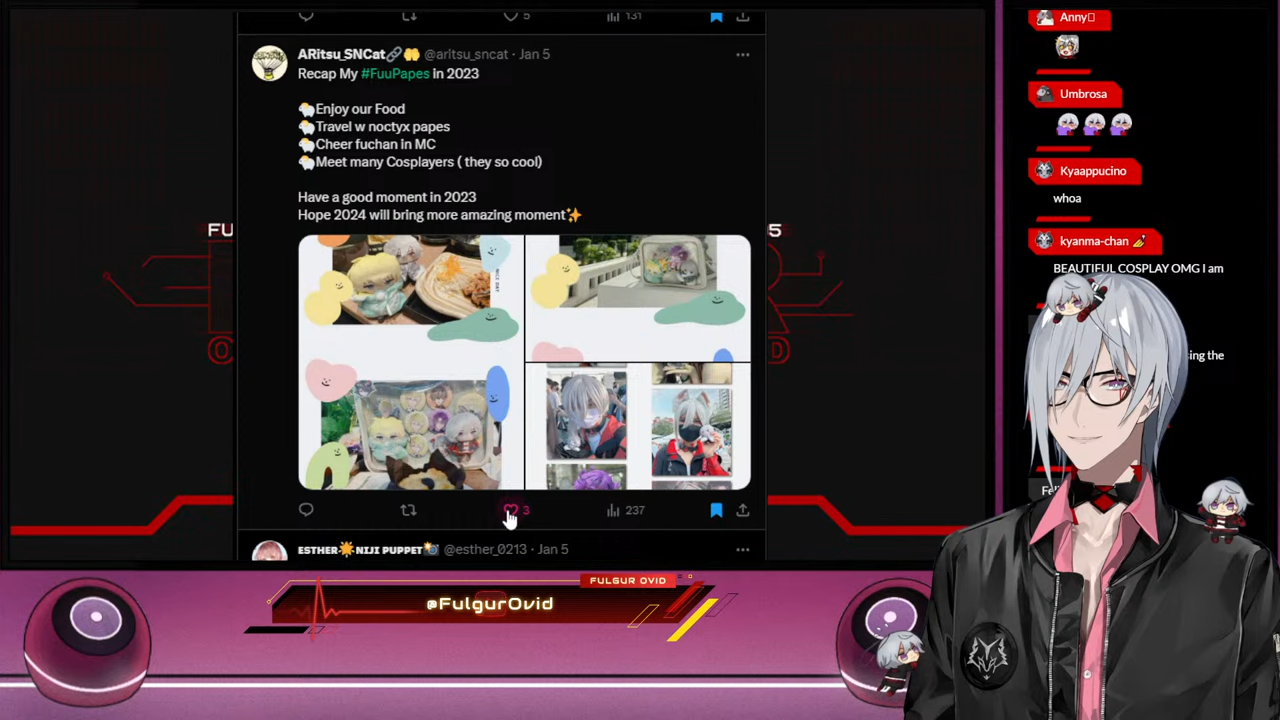 5
131
ARitsu_SNCat🔗🤲 @aritsu_sncat · Jan 5
Recap My #FuuPapes in 2023
🐑Enjoy our Food
🐑Travel w noctyx papes
🐑Cheer fuchan in MC
🐑Meet many Cosplayers ( they so cool)
Have a good moment in 2023
Hope 2024 will bring more amazing moment✨
3
237
ESTHER🌟NIJI PUPPET📸 @esther_0213 · Jan 5
FULGUR OVID
@FulgurOvid
FU
5
Anny
Umbrosa
Kyaappucino
whoa
kyanma-chan
BEAUTIFUL COSPLAY OMG I am
the